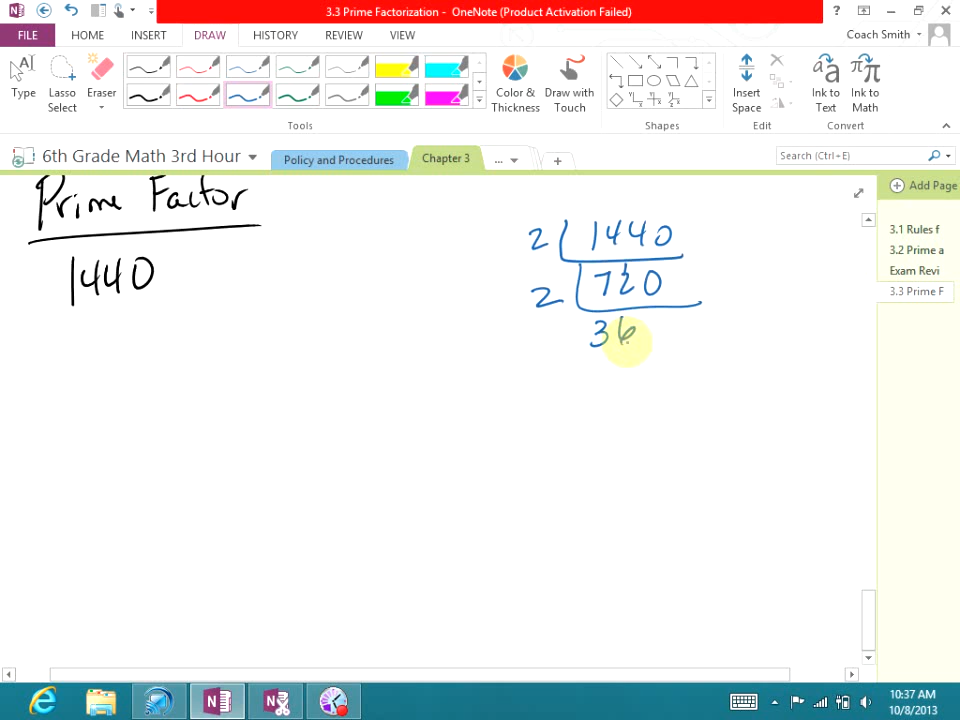 3.3 Prime Factorization - OneNote (Product Activation Failed)
FILE HOME INSERT DRAW HISTORY REVIEW VIEW Coach Smith
Type
Lasso Select
Eraser
Color & Thickness
Draw with Touch
Insert Space
Ink to Text
Ink to Math
Tools Shapes Edit Convert
6th Grade Math 3rd Hour Policy and Procedures Chapter 3 ... + Search (Ctrl+E)
Add Page
3.1 Rules f
3.2 Prime a
Exam Revi
3.3 Prime F
Prime Factor
1440
2 1440
2 720
36
10:37 AM
10/8/2013